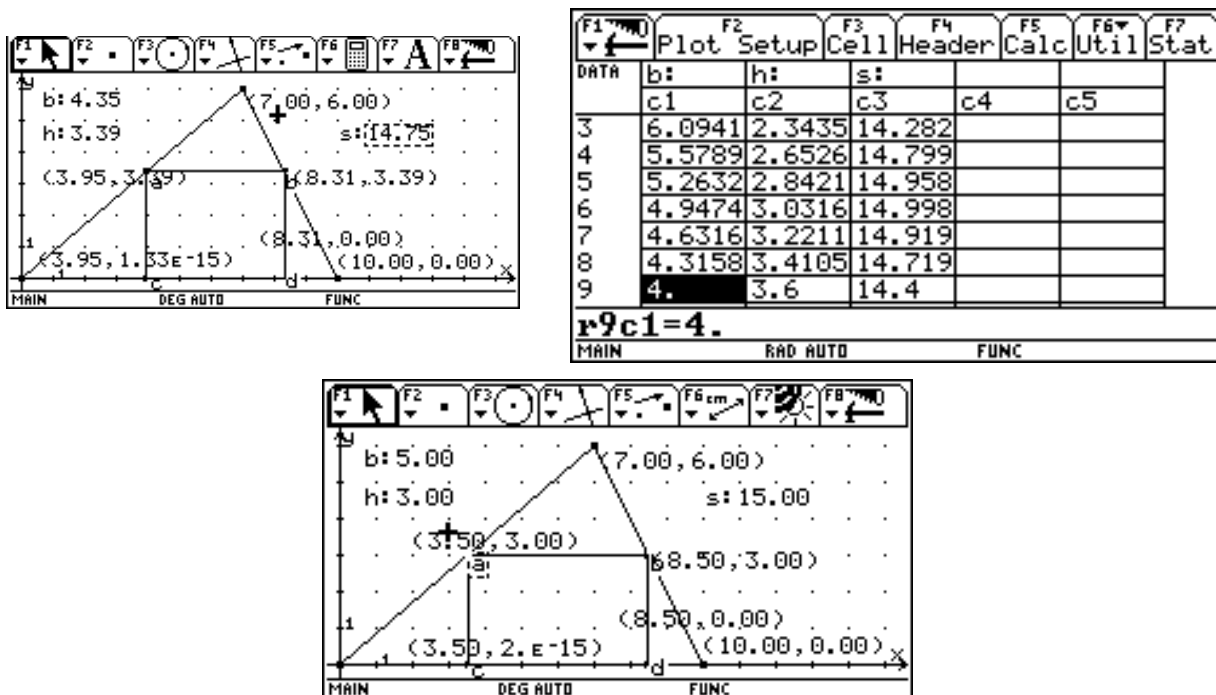 F1 F2 F3 F4 F5 F6 F7 A F8
y
b:4.35 (7.00,6.00)
h:3.39 s:14.75
(3.95,3.39) a b (8.31,3.39)
(8.31,0.00)
1
(3.95,1.33E-15) 1 (10.00,0.00) x
c d
MAIN DEG AUTO FUNC
F1 F2 F3 F4 F5 F6 F7
Plot Setup Cell Header Calc Util Stat
DATA b: h: s:
c1 c2 c3 c4 c5
3 6.0941 2.3435 14.282
4 5.5789 2.6526 14.799
5 5.2632 2.8421 14.958
6 4.9474 3.0316 14.998
7 4.6316 3.2211 14.919
8 4.3158 3.4105 14.719
9 4. 3.6 14.4
r9c1=4.
MAIN RAD AUTO FUNC
F1 F2 F3 F4 F5 F6 cm F7 F8
y
b:5.00 (7.00,6.00)
h:3.00 s:15.00
(3.50,3.00)
a b (8.50,3.00)
(8.50,0.00)
1
(3.50,2.E-15) 1 (10.00,0.00) x
c d
MAIN DEG AUTO FUNC